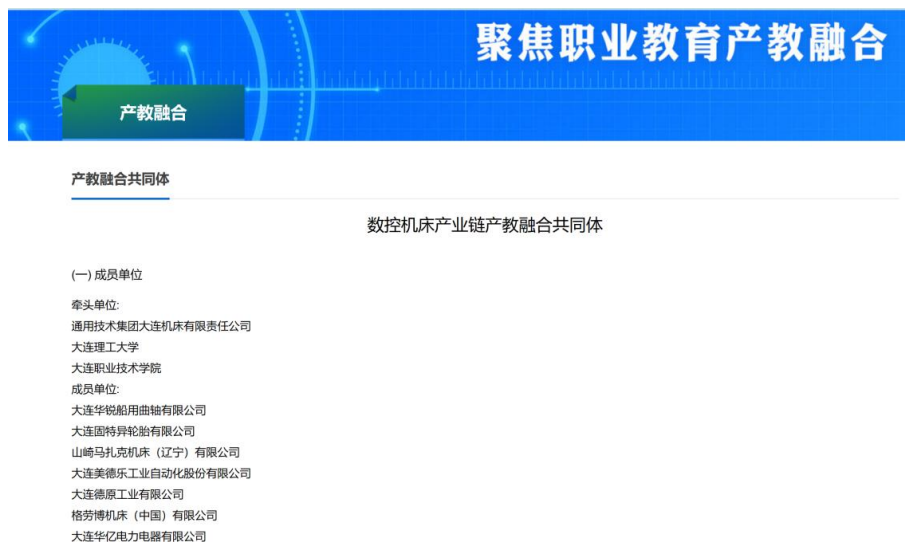 聚焦职业教育产教融合
产教融合
产教融合共同体
数控机床产业链产教融合共同体
(一) 成员单位
牵头单位:
通用技术集团大连机床有限责任公司
大连理工大学
大连职业技术学院
成员单位:
大连华锐船用曲轴有限公司
大连固特异轮胎有限公司
山崎马扎克机床（辽宁）有限公司
大连美德乐工业自动化股份有限公司
大连德原工业有限公司
格劳博机床（中国）有限公司
大连华亿电力电器有限公司